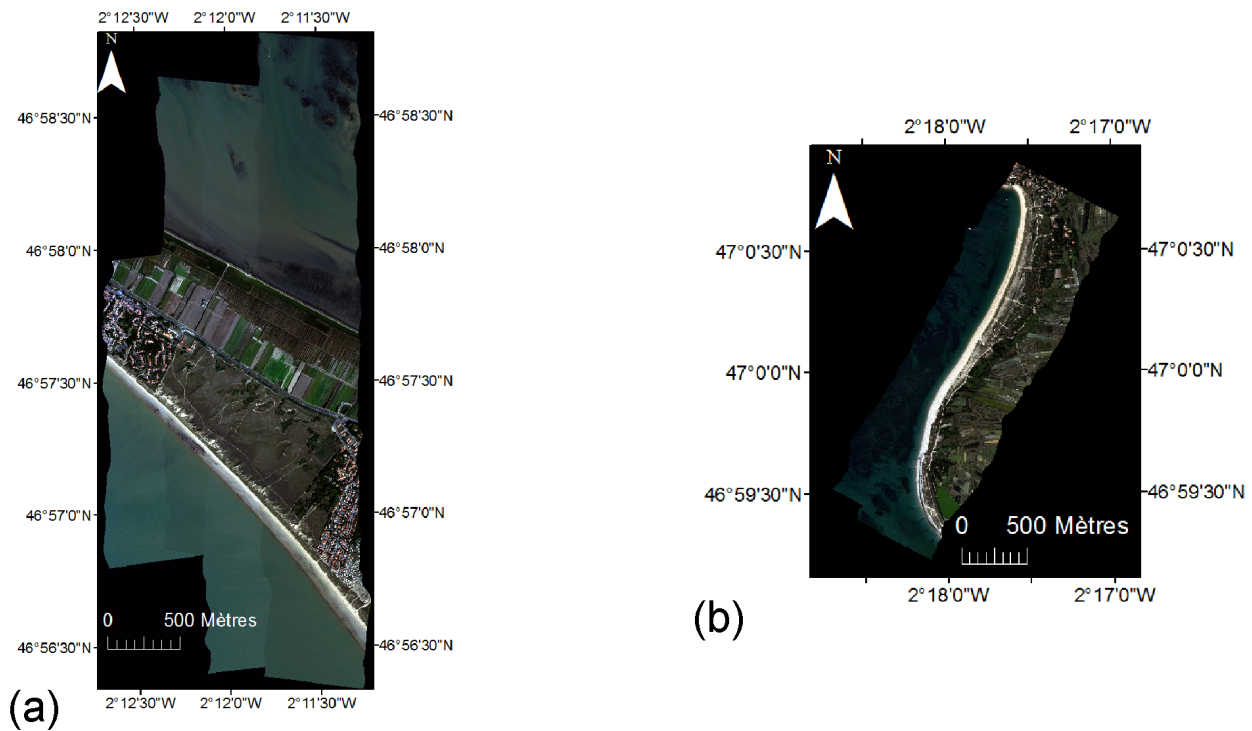 2°12'30"W 2°12'0"W 2°11'30"W
N
46°58'30"N 46°58'30"N
46°58'0"N 46°58'0"N
46°57'30"N 46°57'30"N
46°57'0"N 46°57'0"N
0 500 Mètres
46°56'30"N 46°56'30"N
2°12'30"W 2°12'0"W 2°11'30"W
(a)
2°18'0"W 2°17'0"W
N
47°0'30"N 47°0'30"N
47°0'0"N 47°0'0"N
46°59'30"N 46°59'30"N
0 500 Mètres
2°18'0"W 2°17'0"W
(b)